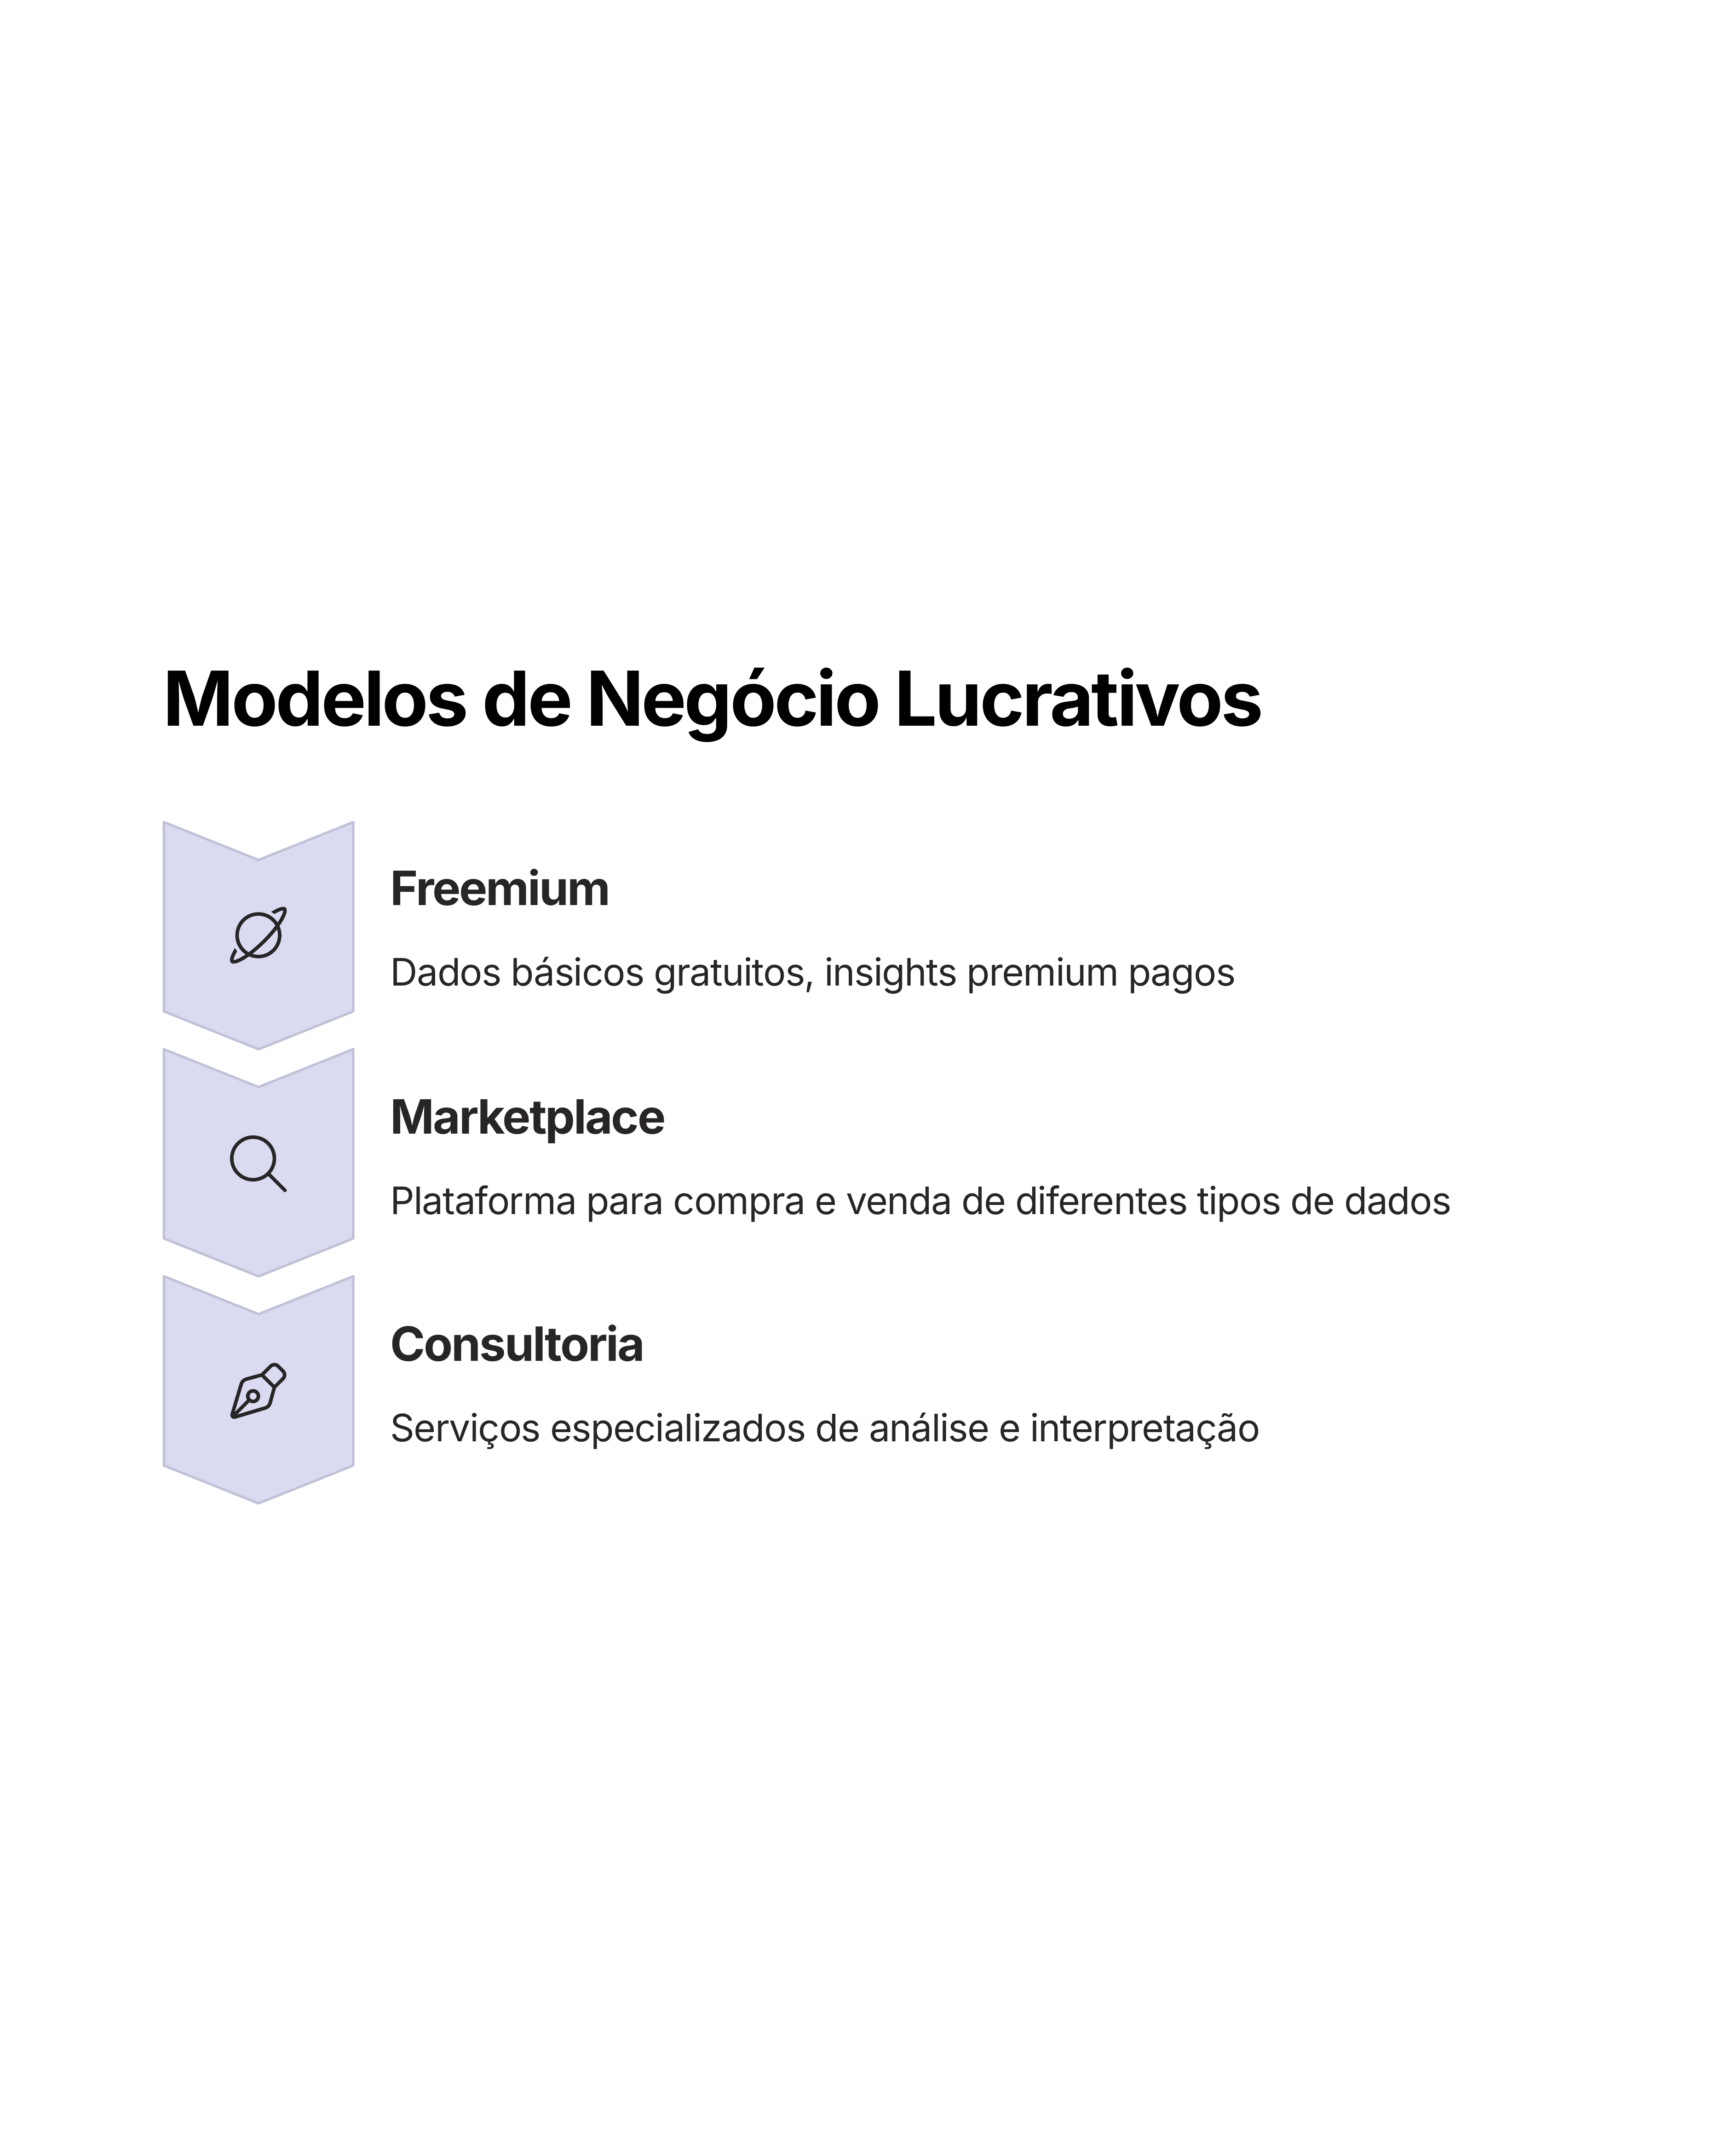 Modelos de Negócio Lucrativos
Freemium
Dados básicos gratuitos, insights premium pagos
Marketplace
Plataforma para compra e venda de diferentes tipos de dados
Consultoria
Serviços especializados de análise e interpretação